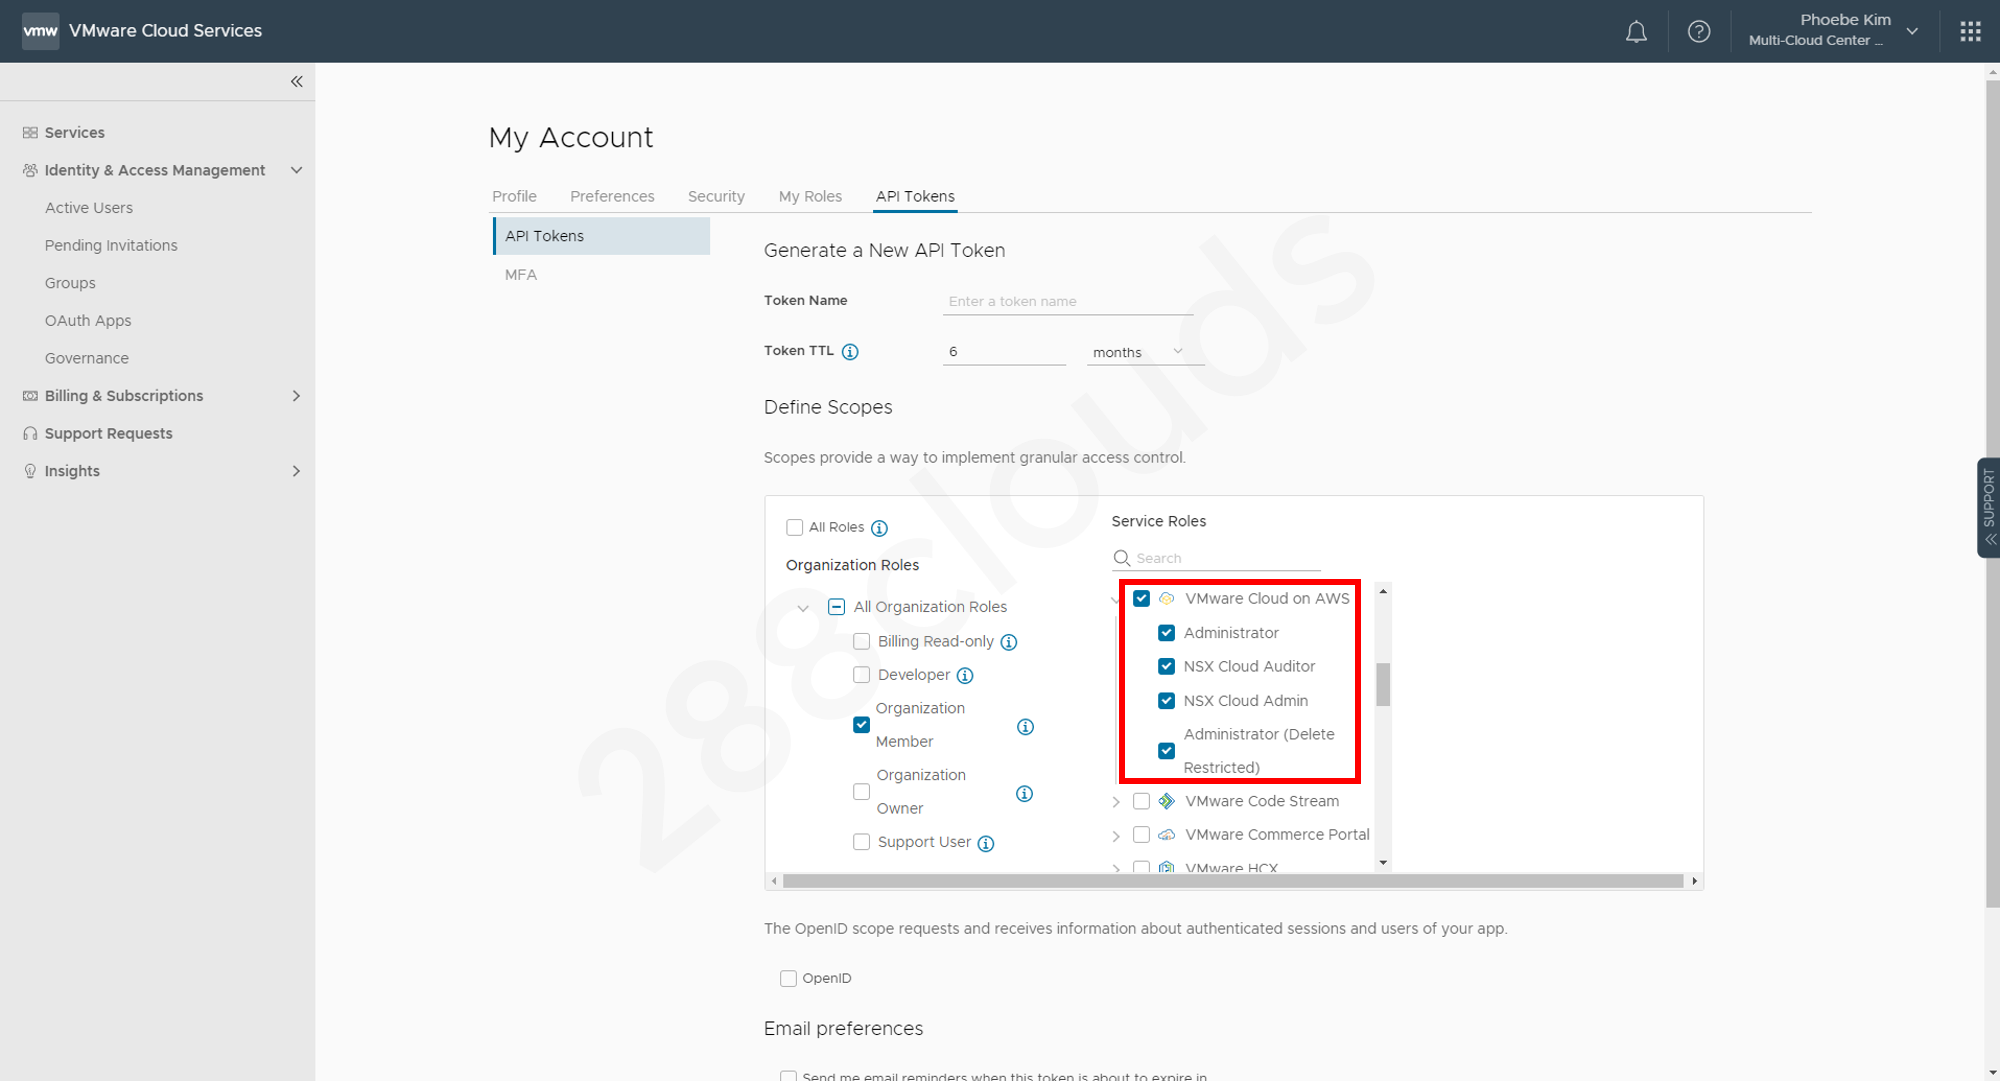 vmw VMware Cloud Services
Phoebe Kim
Multi-Cloud Center ...
Services
Identity & Access Management
Active Users
Pending Invitations
Groups
OAuth Apps
Governance
Billing & Subscriptions
Support Requests
Insights
My Account
Profile Preferences Security My Roles API Tokens
API Tokens
MFA
Generate a New API Token
Token Name Enter a token name
Token TTL 6 months
Define Scopes
Scopes provide a way to implement granular access control.
All Roles
Organization Roles
All Organization Roles
Billing Read-only
Developer
Organization
Member
Organization
Owner
Support User
Service Roles
Search
VMware Cloud on AWS
Administrator
NSX Cloud Auditor
NSX Cloud Admin
Administrator (Delete
Restricted)
VMware Code Stream
VMware Commerce Portal
VMware HCX
The OpenID scope requests and receives information about authenticated sessions and users of your app.
OpenID
Email preferences
Send me email reminders when this token is about to expire in
SUPPORT
288clouds